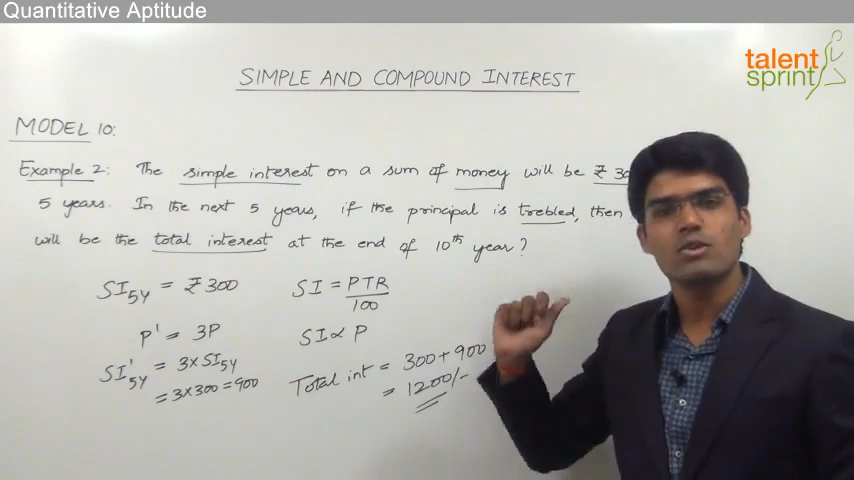 Quantitative Aptitude
talent
sprint
SIMPLE AND COMPOUND INTEREST
MODEL 10:
Example 2: The simple interest on a sum of money will be ₹
5 years. In the next 5 years, if the principal is trebled, then
will be the total interest at the end of 10th year?
SI5Y = ₹300
SI = PTR/100
P' = 3P
SI ∝ P
SI'5Y = 3×SI5Y
= 3×300 = 900
Total int = 300+900
= 1200/-